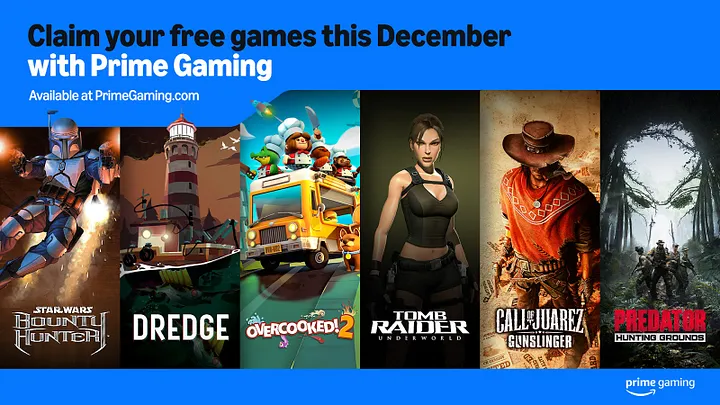 Claim your free games this December
with Prime Gaming
Available at PrimeGaming.com
STAR WARS
BOUNTY
HUNTER
DREDGE
OVERCOOKED! 2
TOMB
RAIDER
UNDERWORLD
CALL OF JUAREZ
GUNSLINGER
PREDATOR
HUNTING GROUNDS
prime gaming